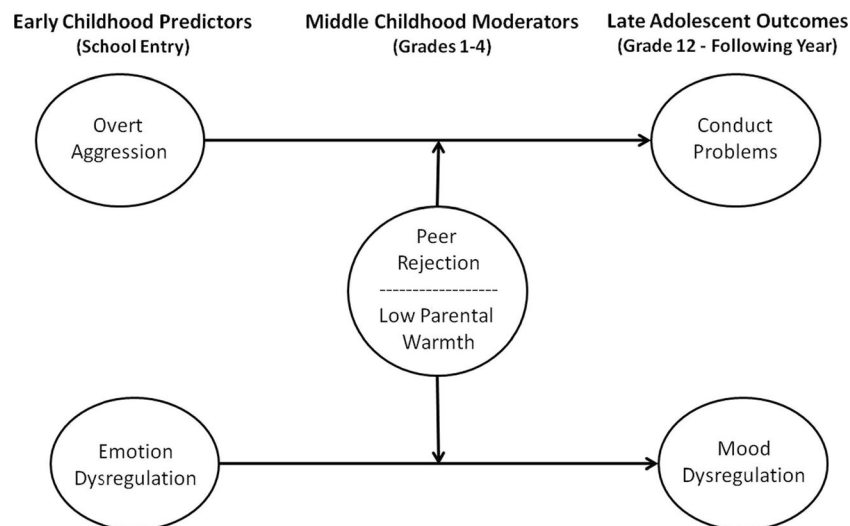 Early Childhood Predictors
(School Entry)
Middle Childhood Moderators
(Grades 1-4)
Late Adolescent Outcomes
(Grade 12 - Following Year)
Overt
Aggression
Conduct
Problems
Peer
Rejection
------------------
Low Parental
Warmth
Emotion
Dysregulation
Mood
Dysregulation